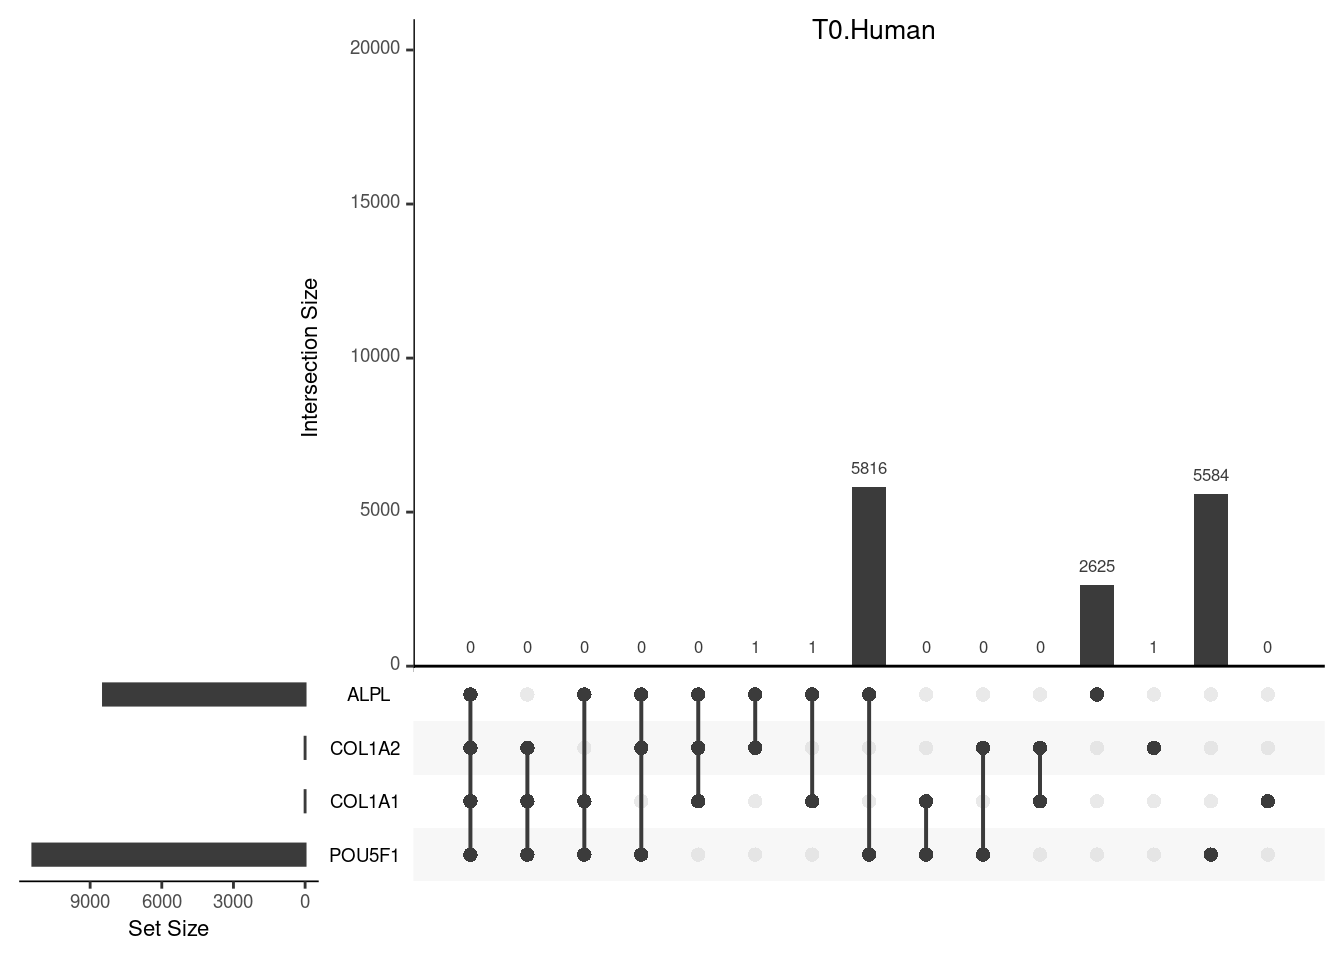 T0.Human
20000
15000
10000
5000
0
Intersection Size
5816
5584
2625
0 0 0 0 0 1 1 0 0 0 1 0
ALPL
COL1A2
COL1A1
POU5F1
9000 6000 3000 0
Set Size